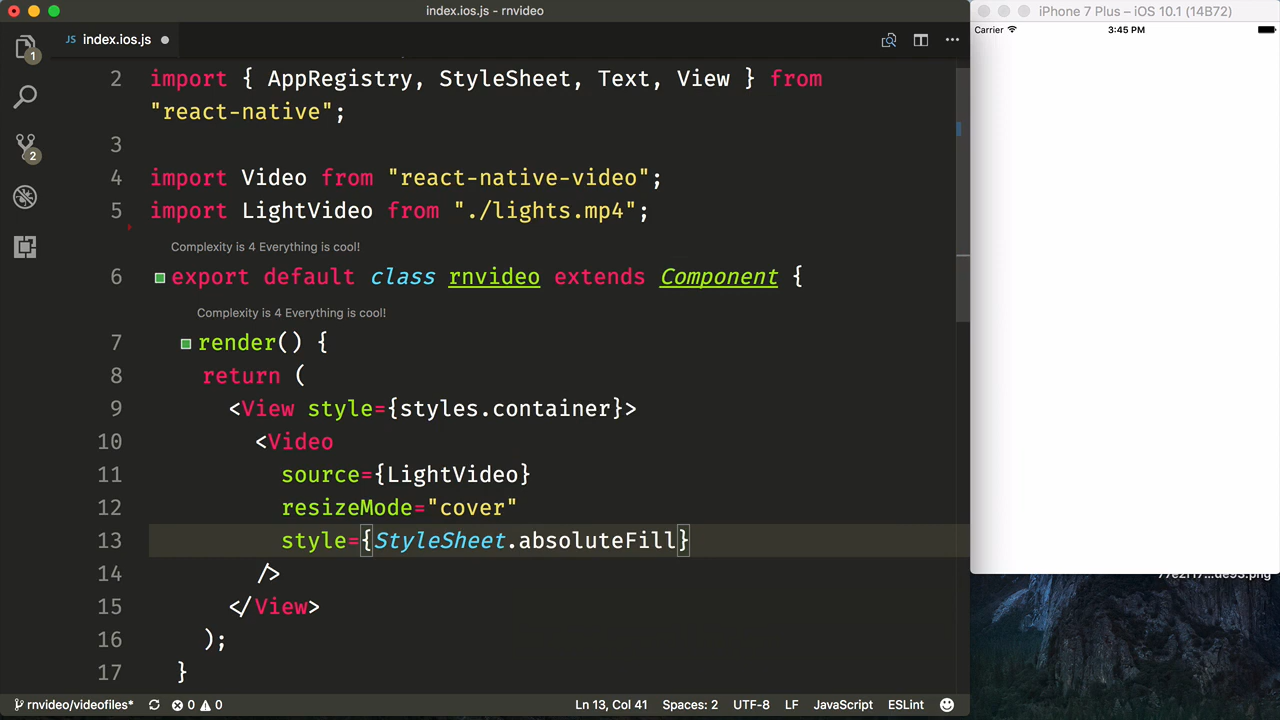 index.ios.js - rnvideo
iPhone 7 Plus – iOS 10.1 (14B72)
JS index.ios.js
Carrier
3:45 PM
1
2
2 import { AppRegistry, StyleSheet, Text, View } from
"react-native";
3
4 import Video from "react-native-video";
5 import LightVideo from "./lights.mp4";
Complexity is 4 Everything is cool!
6 export default class rnvideo extends Component {
Complexity is 4 Everything is cool!
7 render() {
8 return (
9 <View style={styles.container}>
10 <Video
11 source={LightVideo}
12 resizeMode="cover"
13 style={StyleSheet.absoluteFill}
14 />
15 </View>
16 );
17 }
rnvideo/videofiles*
0 0
Ln 13, Col 41
Spaces: 2
UTF-8
LF
JavaScript
ESLint